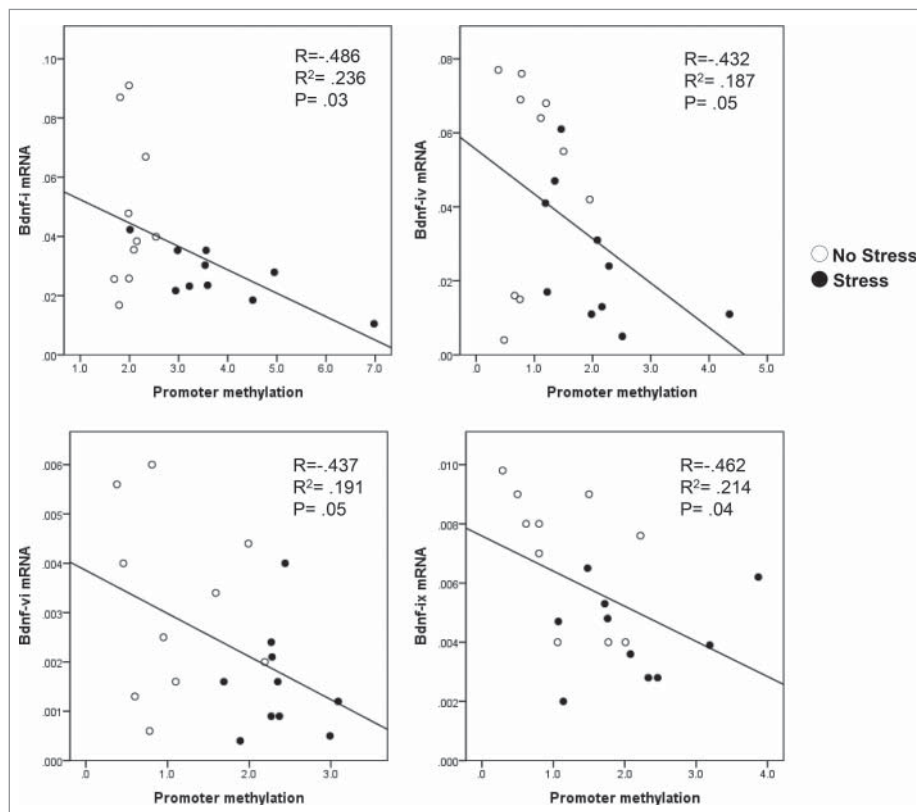 R=-.486
R²= .236
P= .03
.10
.08
.06
.04
.02
.00
Bdnf-i mRNA
1.0 2.0 3.0 4.0 5.0 6.0 7.0
Promoter methylation
R=-.432
R²= .187
P= .05
.08
.06
.04
.02
.00
Bdnf-iv mRNA
.0 1.0 2.0 3.0 4.0 5.0
Promoter methylation
No Stress
Stress
R=-.437
R²= .191
P= .05
.006
.005
.004
.003
.002
.001
.000
Bdnf-vi mRNA
.0 1.0 2.0 3.0
Promoter methylation
R=-.462
R²= .214
P= .04
.010
.008
.006
.004
.002
.000
Bdnf-ix mRNA
.0 1.0 2.0 3.0 4.0
Promoter methylation